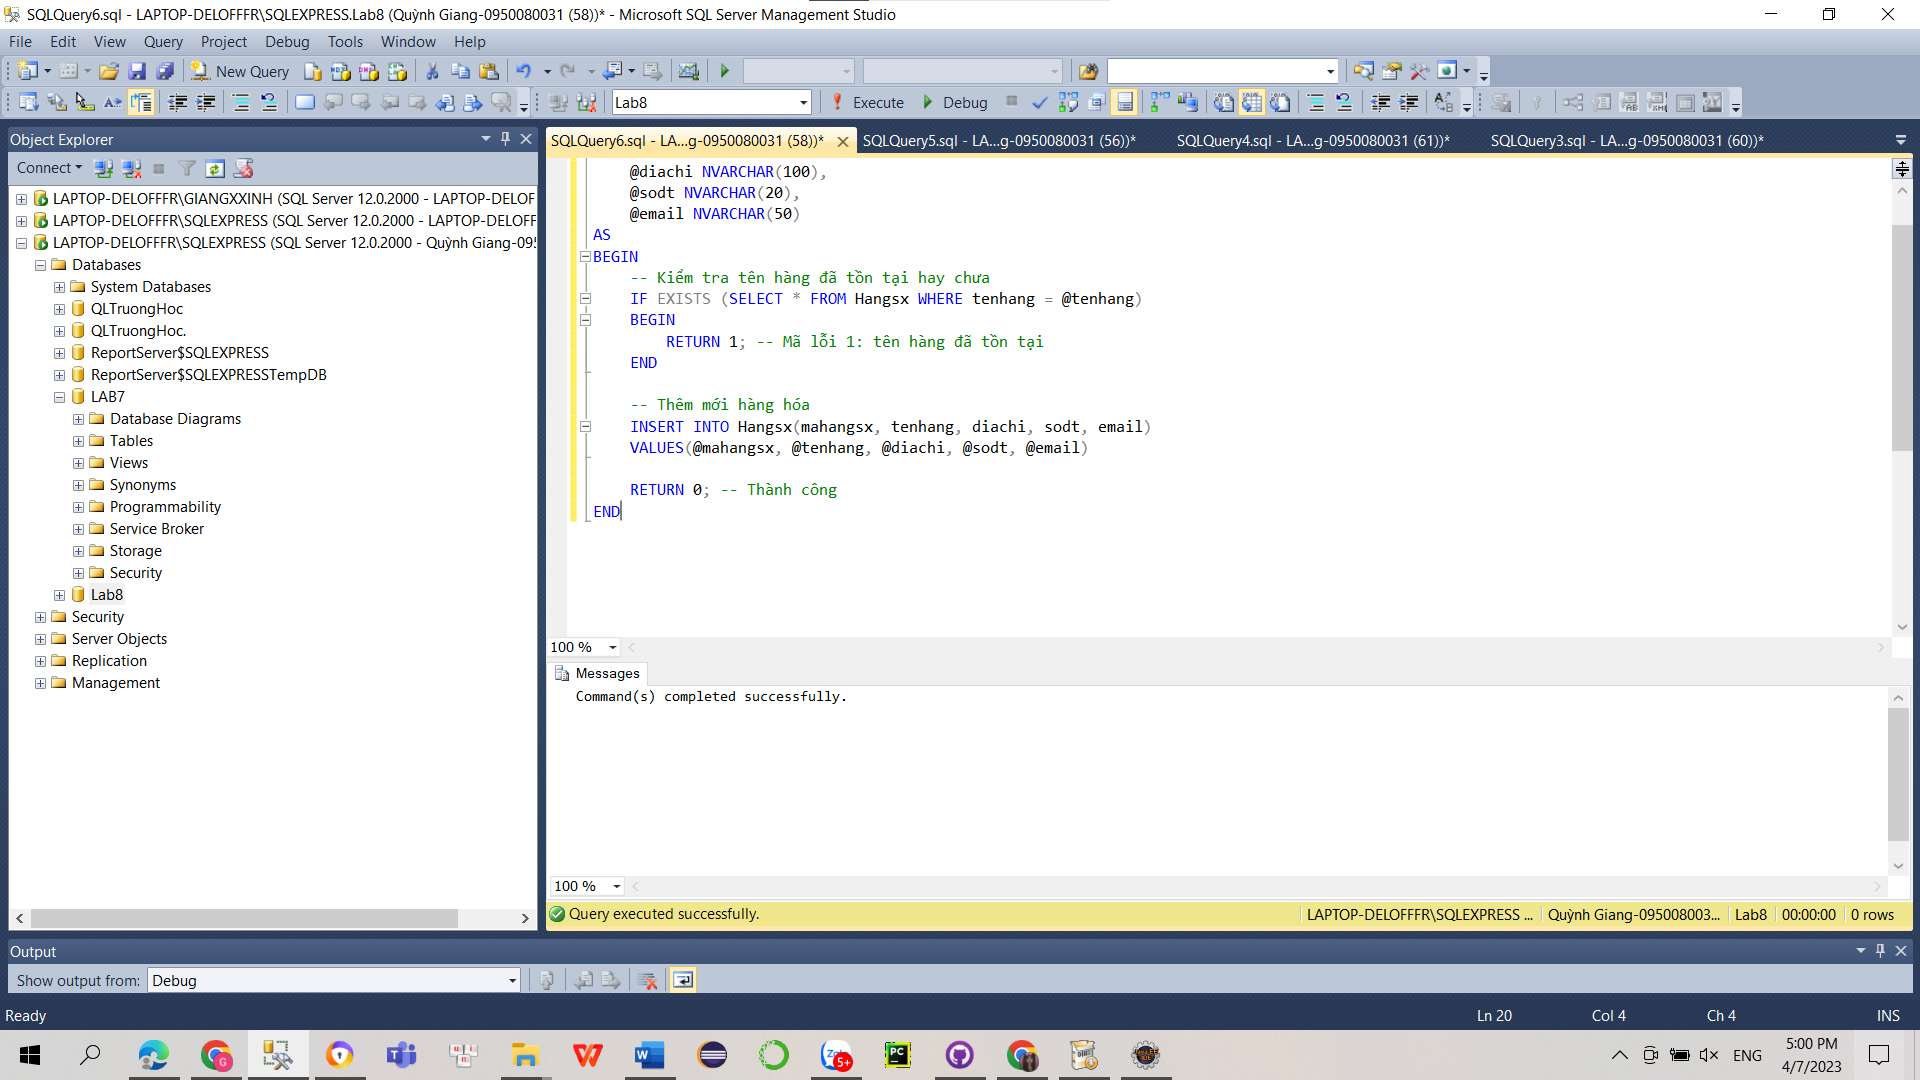 SQLQuery6.sql - LAPTOP-DELOFFFR\SQLEXPRESS.Lab8 (Quỳnh Giang-0950080031 (58))* - Microsoft SQL Server Management Studio
File Edit View Query Project Debug Tools Window Help
New Query
Lab8 Execute Debug
Object Explorer
SQLQuery6.sql - LA...g-0950080031 (58))* SQLQuery5.sql - LA...g-0950080031 (56))* SQLQuery4.sql - LA...g-0950080031 (61))* SQLQuery3.sql - LA...g-0950080031 (60))*
Connect
LAPTOP-DELOFFFR\GIANGXXINH (SQL Server 12.0.2000 - LAPTOP-DELOF
LAPTOP-DELOFFFR\SQLEXPRESS (SQL Server 12.0.2000 - LAPTOP-DELOFF
LAPTOP-DELOFFFR\SQLEXPRESS (SQL Server 12.0.2000 - Quỳnh Giang-095
Databases
System Databases
QLTruongHoc
QLTruongHoc.
ReportServer$SQLEXPRESS
ReportServer$SQLEXPRESSTempDB
LAB7
Database Diagrams
Tables
Views
Synonyms
Programmability
Service Broker
Storage
Security
Lab8
Security
Server Objects
Replication
Management
@diachi NVARCHAR(100),
@sodt NVARCHAR(20),
@email NVARCHAR(50)
AS
BEGIN
-- Kiểm tra tên hàng đã tồn tại hay chưa
IF EXISTS (SELECT * FROM Hangsx WHERE tenhang = @tenhang)
BEGIN
RETURN 1; -- Mã lỗi 1: tên hàng đã tồn tại
END
-- Thêm mới hàng hóa
INSERT INTO Hangsx(mahangsx, tenhang, diachi, sodt, email)
VALUES(@mahangsx, @tenhang, @diachi, @sodt, @email)
RETURN 0; -- Thành công
END
100 %
Messages
Command(s) completed successfully.
100 %
Query executed successfully. LAPTOP-DELOFFFR\SQLEXPRESS ... Quỳnh Giang-095008003... Lab8 00:00:00 0 rows
Output
Show output from: Debug
Ready Ln 20 Col 4 Ch 4 INS
ENG
5:00 PM
4/7/2023